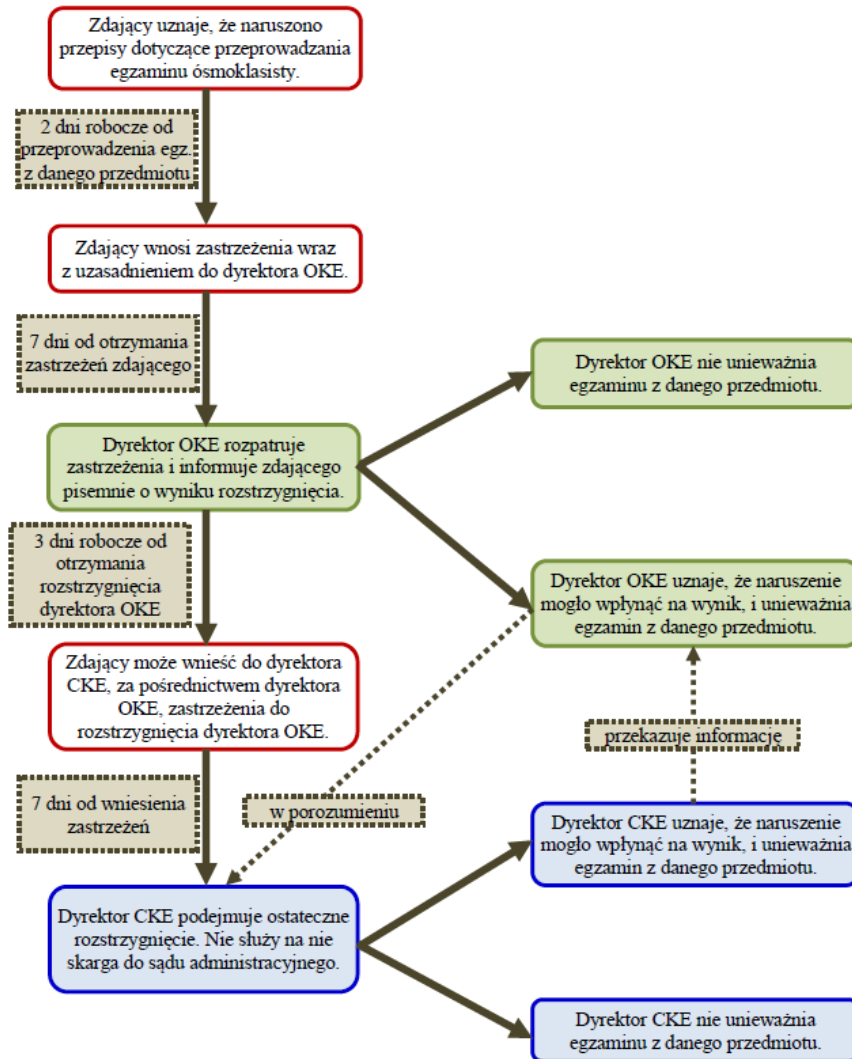 Zdający uznaje, że naruszono
przepisy dotyczące przeprowadzania
egzaminu ósmoklasisty.
2 dni robocze od
przeprowadzenia egz.
z danego przedmiotu
Zdający wnosi zastrzeżenia wraz
z uzasadnieniem do dyrektora OKE.
7 dni od otrzymania
zastrzeżeń zdającego
Dyrektor OKE nie unieważnia
egzaminu z danego przedmiotu.
Dyrektor OKE rozpatruje
zastrzeżenia i informuje zdającego
pisemnie o wyniku rozstrzygnięcia.
3 dni robocze od
otrzymania
rozstrzygnięcia
dyrektora OKE
Dyrektor OKE uznaje, że naruszenie
mogło wpłynąć na wynik, i unieważnia
egzamin z danego przedmiotu.
Zdający może wnieść do dyrektora
CKE, za pośrednictwem dyrektora
OKE, zastrzeżenia do
rozstrzygnięcia dyrektora OKE.
przekazuje informację
7 dni od wniesienia
zastrzeżeń
w porozumieniu
Dyrektor CKE uznaje, że naruszenie
mogło wpłynąć na wynik, i unieważnia
egzamin z danego przedmiotu.
Dyrektor CKE podejmuje ostateczne
rozstrzygnięcie. Nie służy na nie
skarga do sądu administracyjnego.
Dyrektor CKE nie unieważnia
egzaminu z danego przedmiotu.